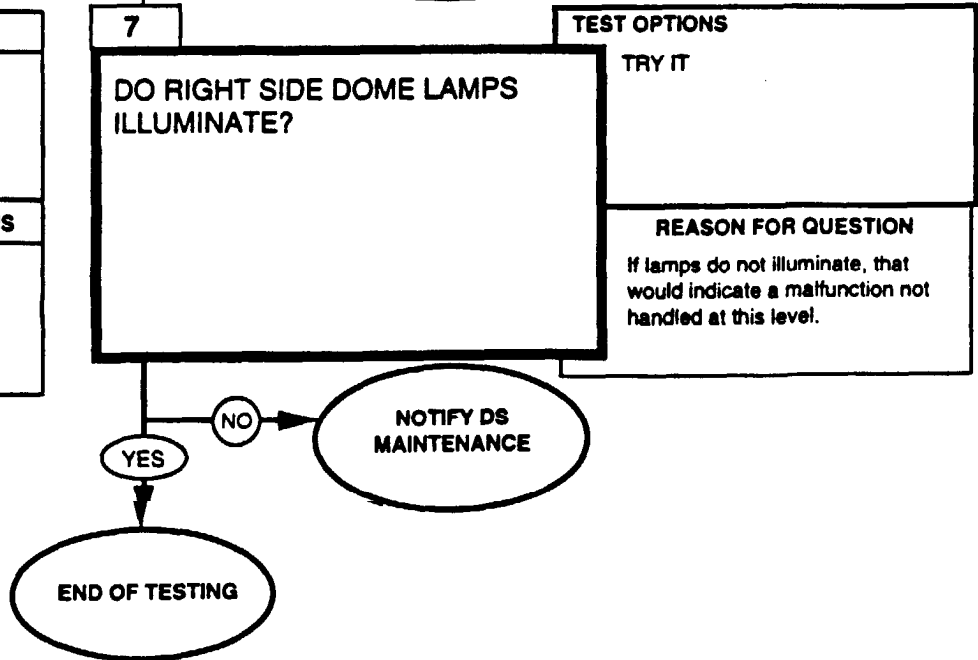 7
DO RIGHT SIDE DOME LAMPS
ILLUMINATE?
TEST OPTIONS
TRY IT
S
REASON FOR QUESTION
If lamps do not illuminate, that
would indicate a malfunction not
handled at this level.
NO
NOTIFY DS
MAINTENANCE
YES
END OF TESTING